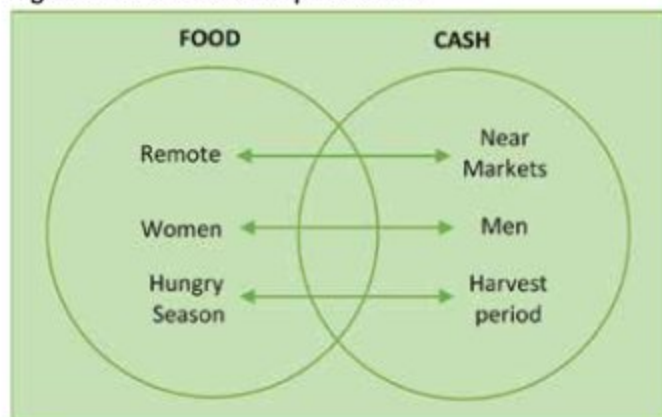 FOOD CASH
Remote
Near
Markets
Women
Men
Hungry
Season
Harvest
period